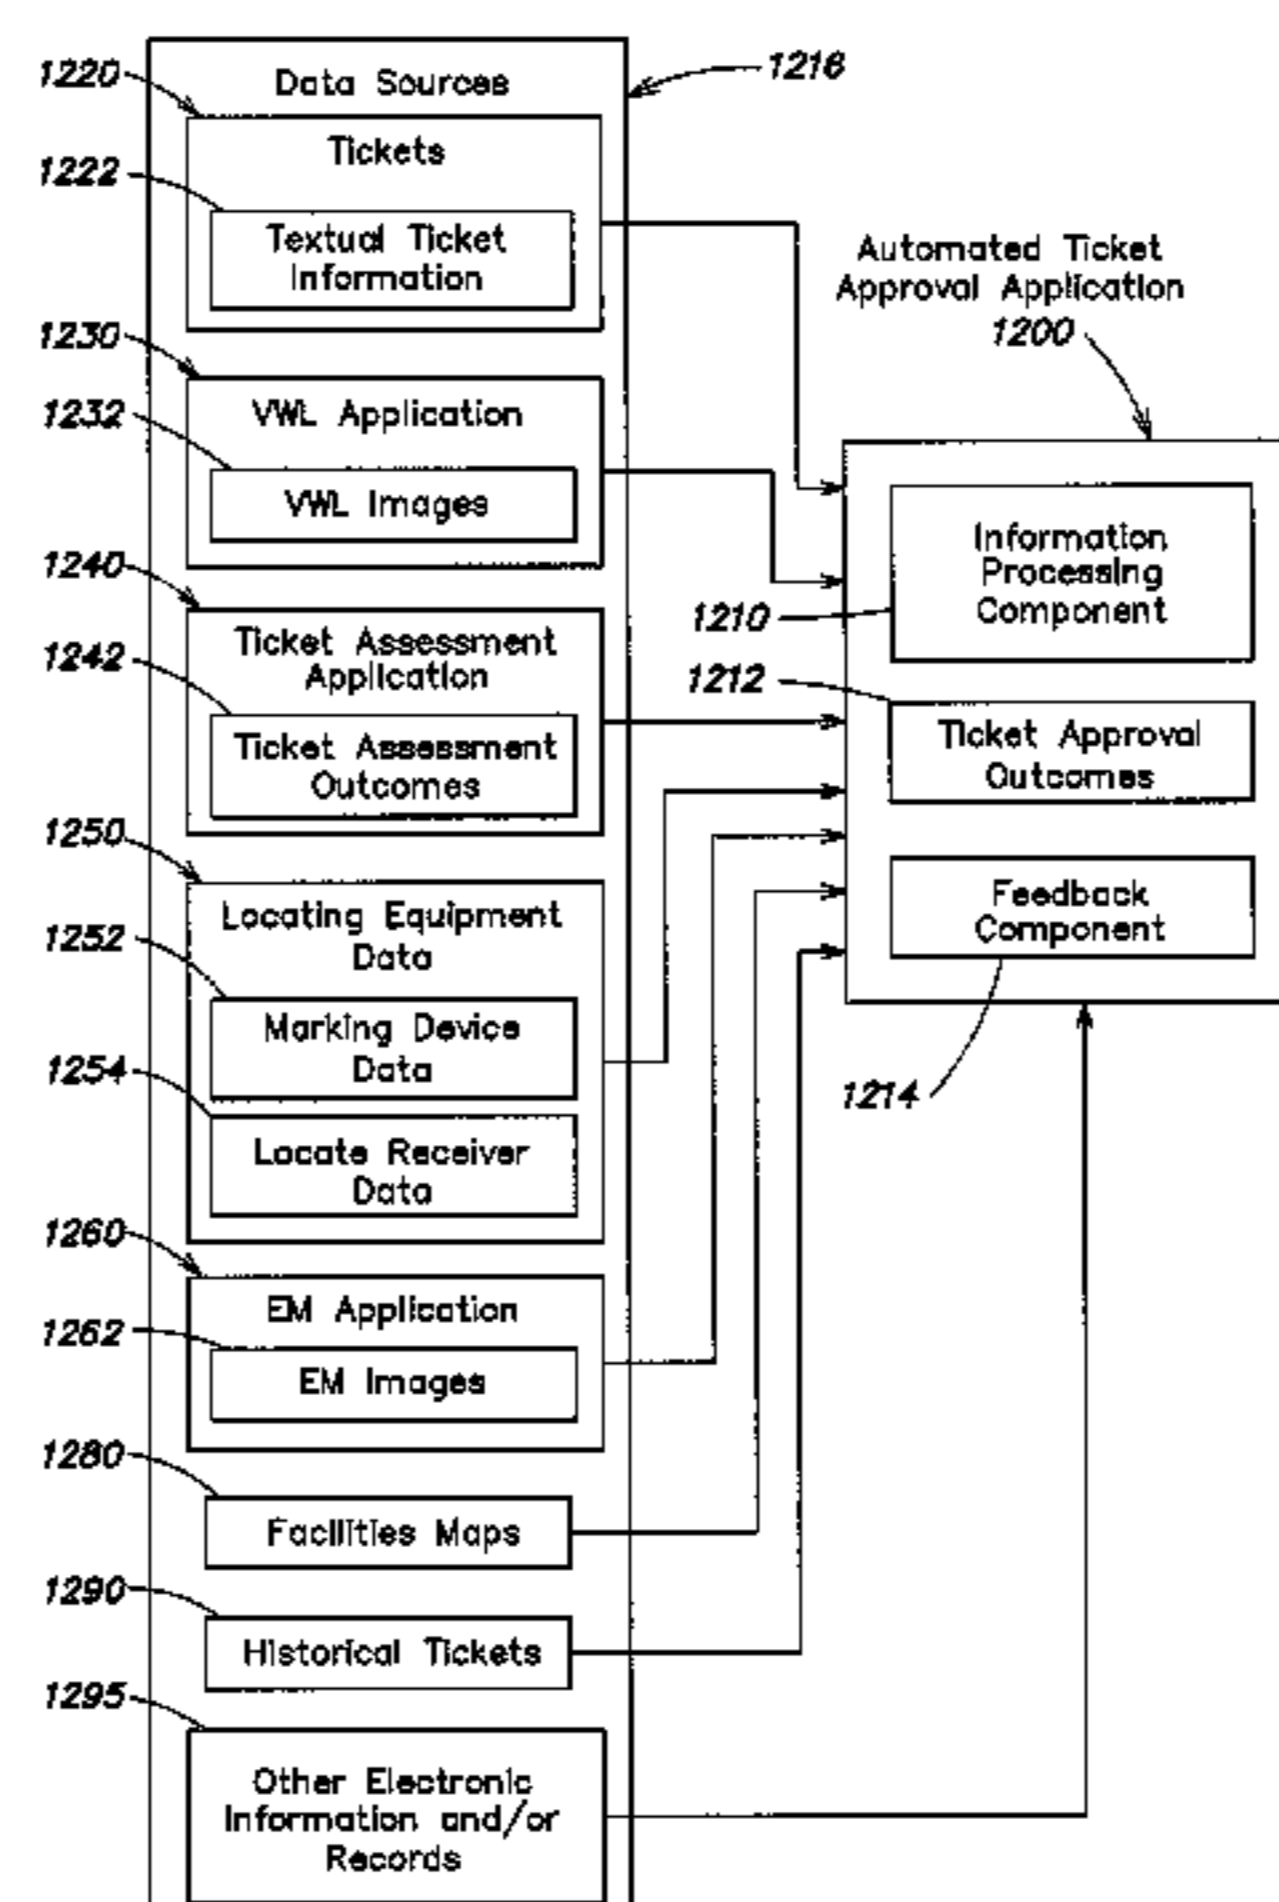 1220
Data Sources
1216
Tickets
1222
Textual Ticket
Information
Automated Ticket
Approval Application
1200
1230
VWL Application
1232
VWL Images
Information
Processing
Component
1210
1240
Ticket Assessment
Application
1242
Ticket Assessment
Outcomes
1212
Ticket Approval
Outcomes
1250
Locating Equipment
Data
Feedback
Component
1252
Marking Device
Data
1214
1254
Locate Receiver
Data
1260
EM Application
1262
EM Images
1280
Facilities Maps
1290
Historical Tickets
1295
Other Electronic
Information and/or
Records